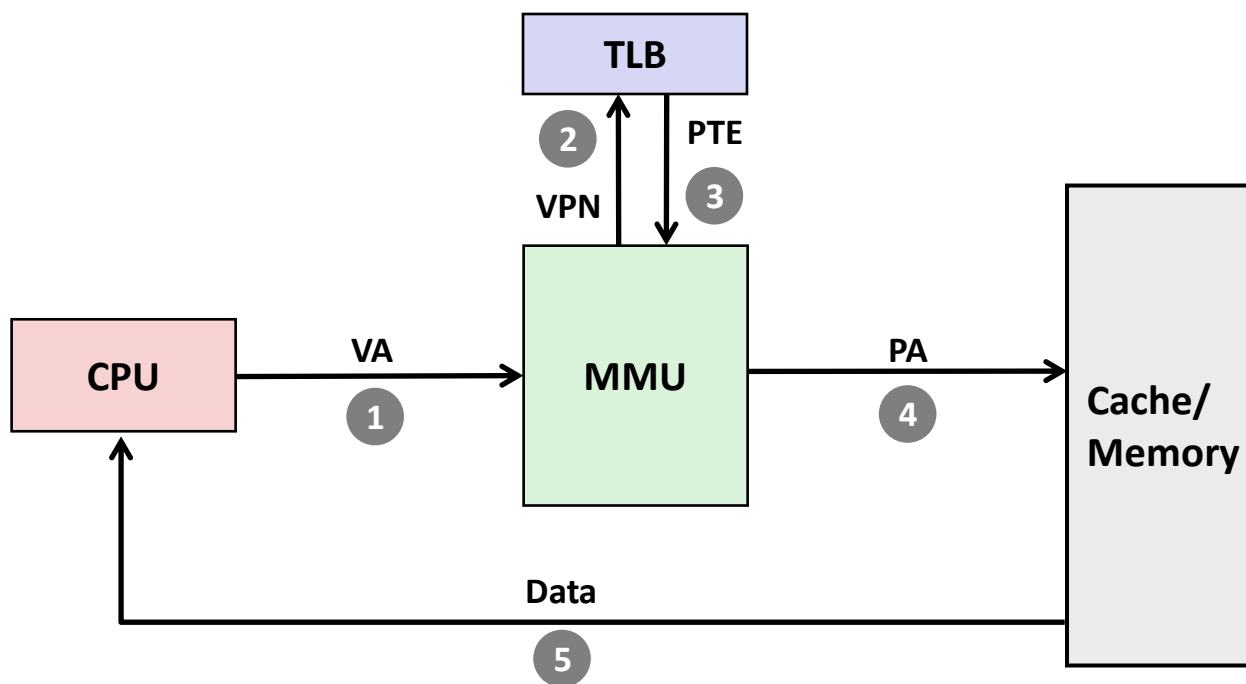 TLB
2
PTE
VPN
3
CPU
VA
1
MMU
PA
4
Cache/
Memory
Data
5